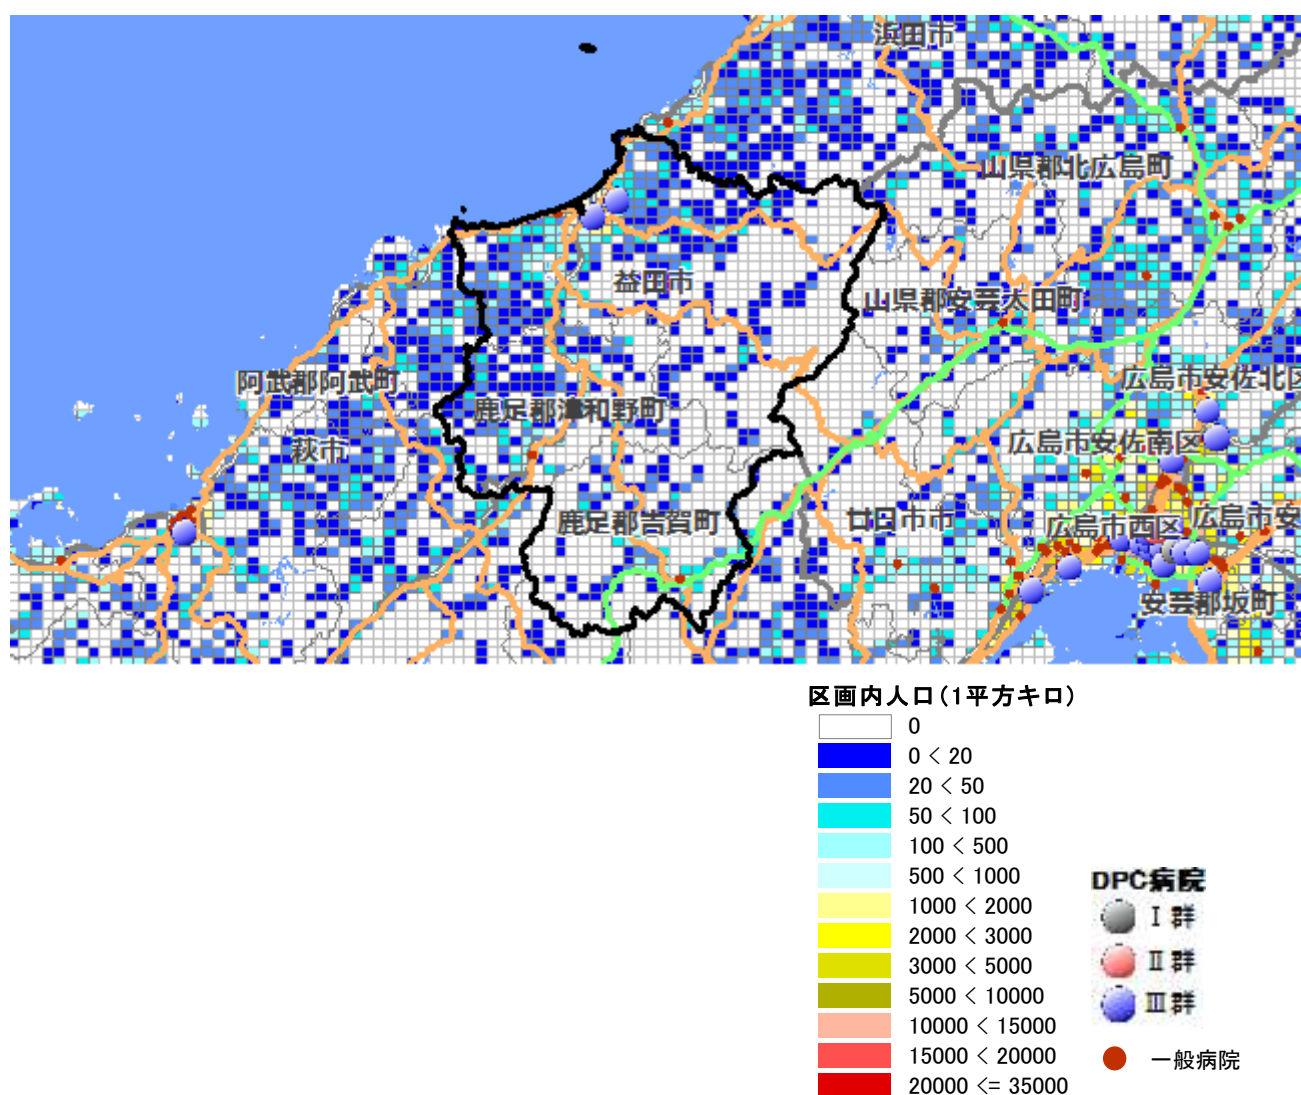 浜田市
山県郡北広島町
益田市
山県郡安芸太田町
阿武郡阿武町
広島市安佐北区
鹿足郡津和野町
萩市
広島市安佐南区
鹿足郡吉賀町
廿日市市
広島市西区
広島市安
安芸郡坂町
区画内人口(1平方キロ)
0
0 < 20
20 < 50
50 < 100
100 < 500
500 < 1000
1000 < 2000
2000 < 3000
3000 < 5000
5000 < 10000
10000 < 15000
15000 < 20000
20000 <= 35000
DPC病院
Ⅰ群
Ⅱ群
Ⅲ群
一般病院